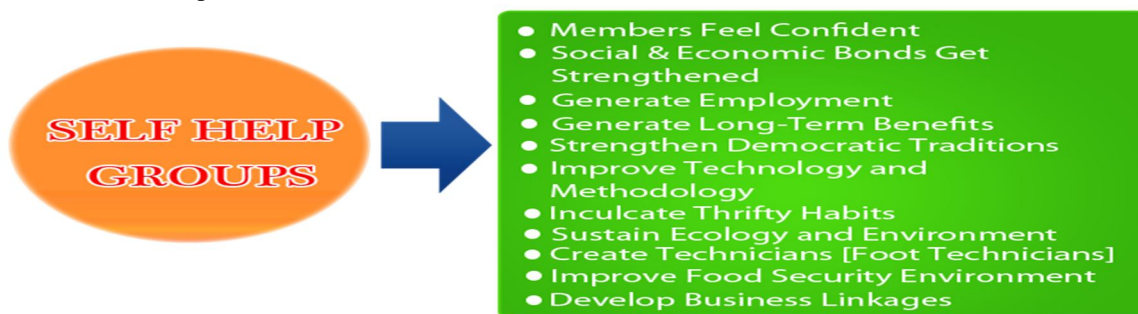 SELF HELP
GROUPS
• Members Feel Confident
• Social & Economic Bonds Get
Strengthened
• Generate Employment
• Generate Long-Term Benefits
• Strengthen Democratic Traditions
• Improve Technology and
Methodology
• Inculcate Thrifty Habits
• Sustain Ecology and Environment
• Create Technicians [Foot Technicians]
• Improve Food Security Environment
• Develop Business Linkages